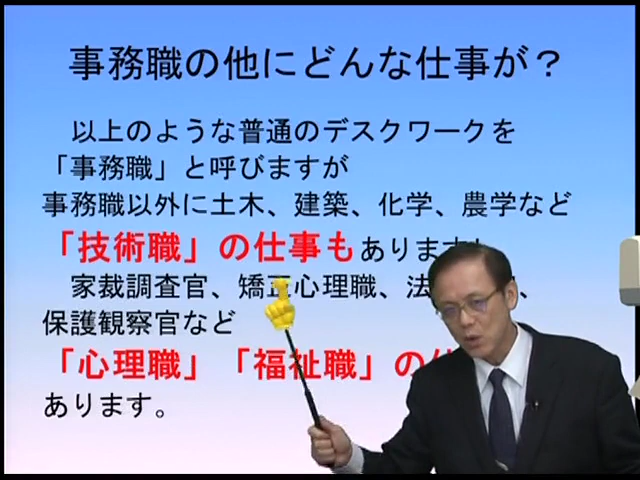 事務職の他にどんな仕事が？
以上のような普通のデスクワークを
「事務職」と呼びますが
事務職以外に土木、建築、化学、農学など
「技術職」の仕事もあります
家裁調査官、矯正心理職、法
保護観察官など
「心理職」「福祉職」の
あります。